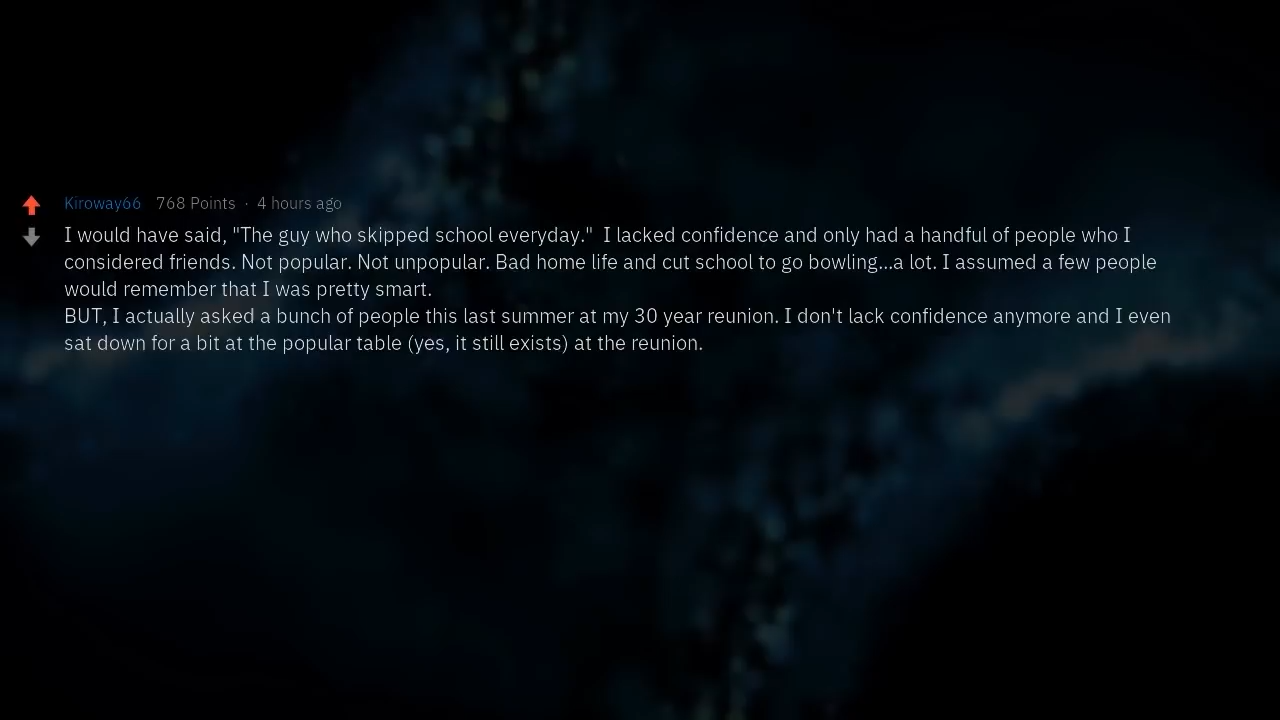 Kiroway66 768 Points · 4 hours ago
I would have said, "The guy who skipped school everyday."  I lacked confidence and only had a handful of people who I
considered friends. Not popular. Not unpopular. Bad home life and cut school to go bowling...a lot. I assumed a few people
would remember that I was pretty smart.
BUT, I actually asked a bunch of people this last summer at my 30 year reunion. I don't lack confidence anymore and I even
sat down for a bit at the popular table (yes, it still exists) at the reunion.